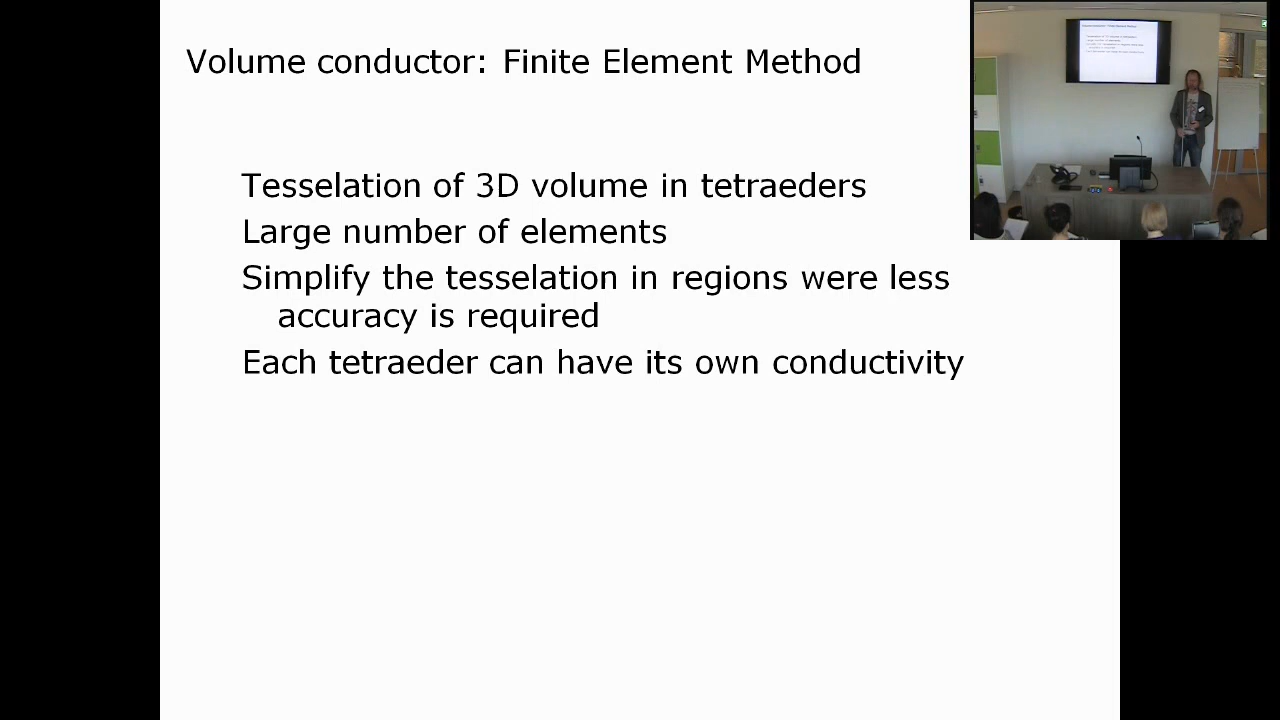 Volume conductor: Finite Element Method
Tesselation of 3D volume in tetraeders
Large number of elements
Simplify the tesselation in regions were less
accuracy is required
Each tetraeder can have its own conductivity